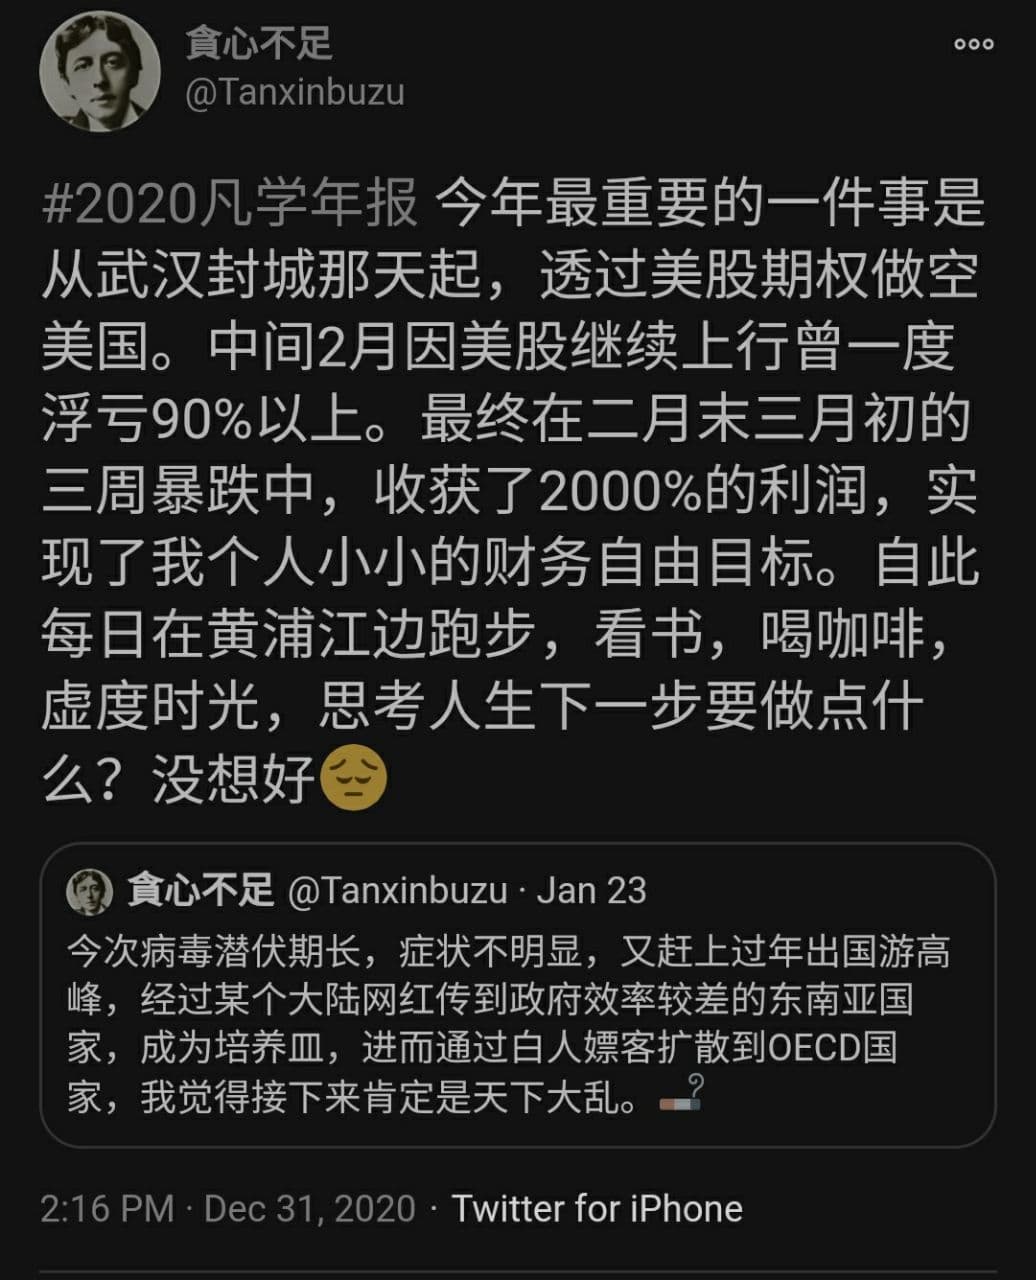 貪心不足
@Tanxinbuzu
#2020凡学年报 今年最重要的一件事是
从武汉封城那天起，透过美股期权做空
美国。中间2月因美股继续上行曾一度
浮亏90%以上。最终在二月末三月初的
三周暴跌中，收获了2000%的利润，实
现了我个人小小的财务自由目标。自此
每日在黄浦江边跑步，看书，喝咖啡，
虚度时光，思考人生下一步要做点什
么？没想好😔
貪心不足 @Tanxinbuzu · Jan 23
今次病毒潜伏期长，症状不明显，又赶上过年出国游高
峰，经过某个大陆网红传到政府效率较差的东南亚国
家，成为培养皿，进而通过白人嫖客扩散到OECD国
家，我觉得接下来肯定是天下大乱。🚬
2:16 PM · Dec 31, 2020 · Twitter for iPhone